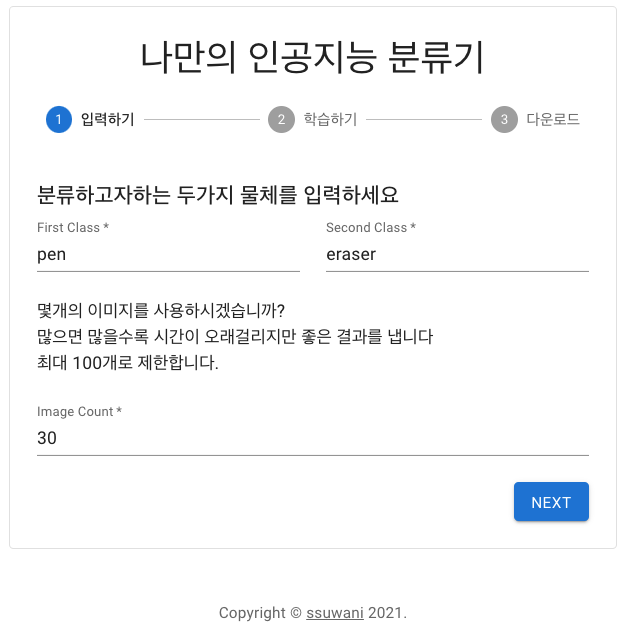 나만의 인공지능 분류기
1 입력하기 2 학습하기 3 다운로드
분류하고자하는 두가지 물체를 입력하세요
First Class * Second Class *
pen eraser
몇개의 이미지를 사용하시겠습니까?
많으면 많을수록 시간이 오래걸리지만 좋은 결과를 냅니다
최대 100개로 제한합니다.
Image Count *
30
NEXT
Copyright © ssuwani 2021.